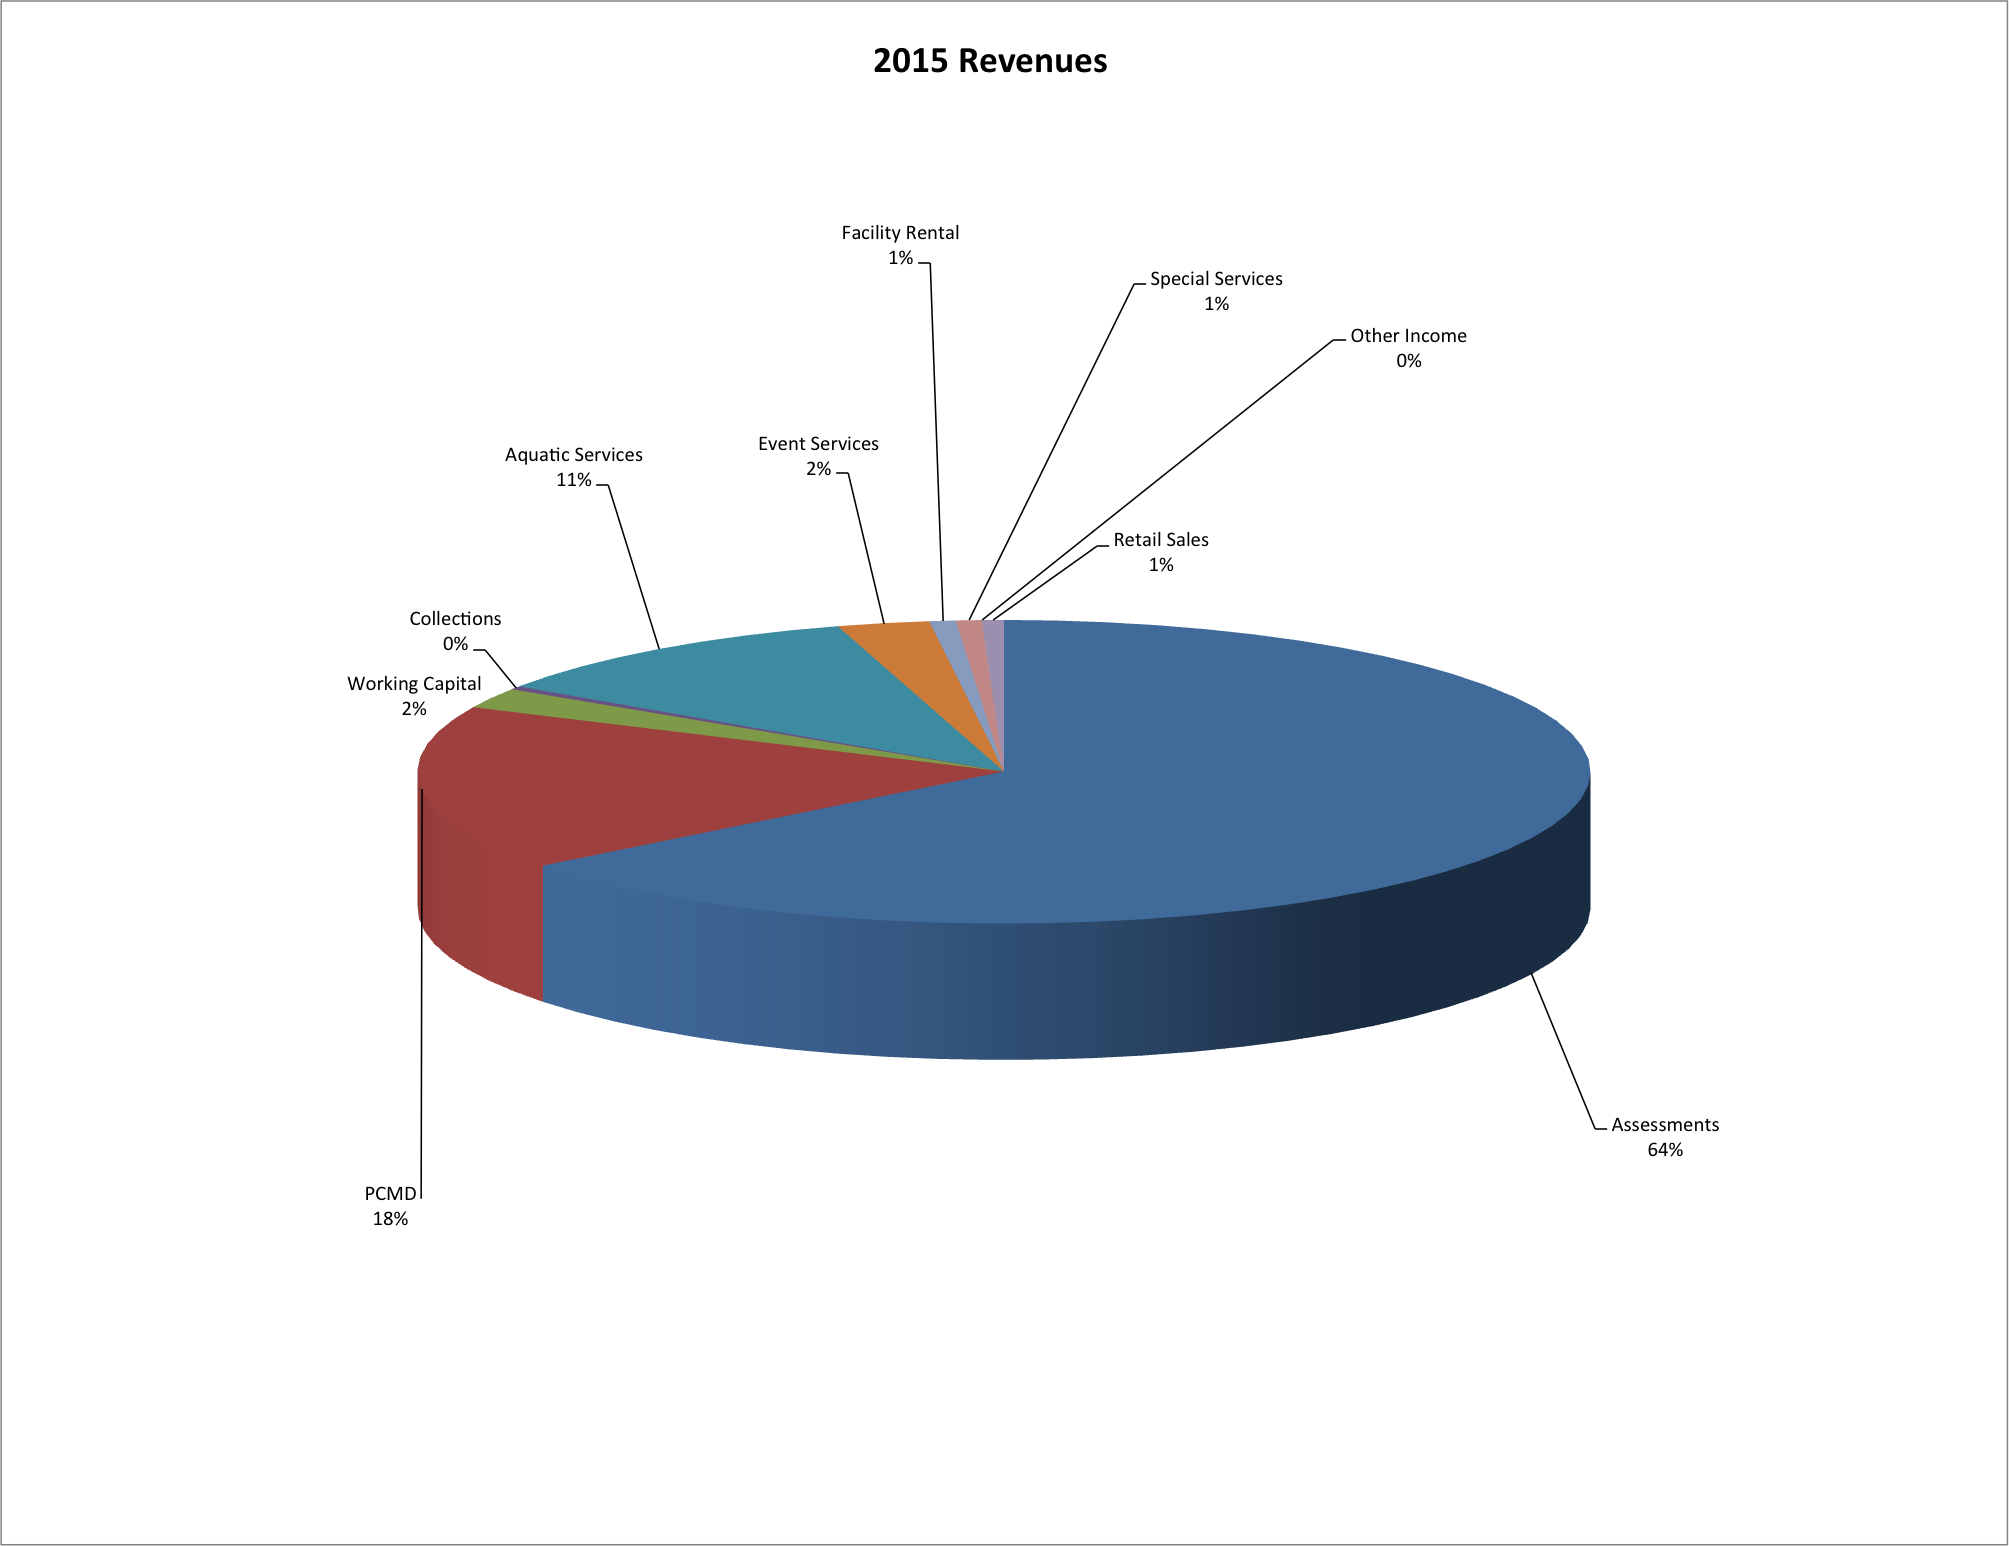 2015 Revenues
Facility Rental
1%
Special Services
1%
Other Income
0%
Event Services
2%
Aquatic Services
11%
Retail Sales
1%
Collections
0%
Working Capital
2%
Assessments
64%
PCMD
18%